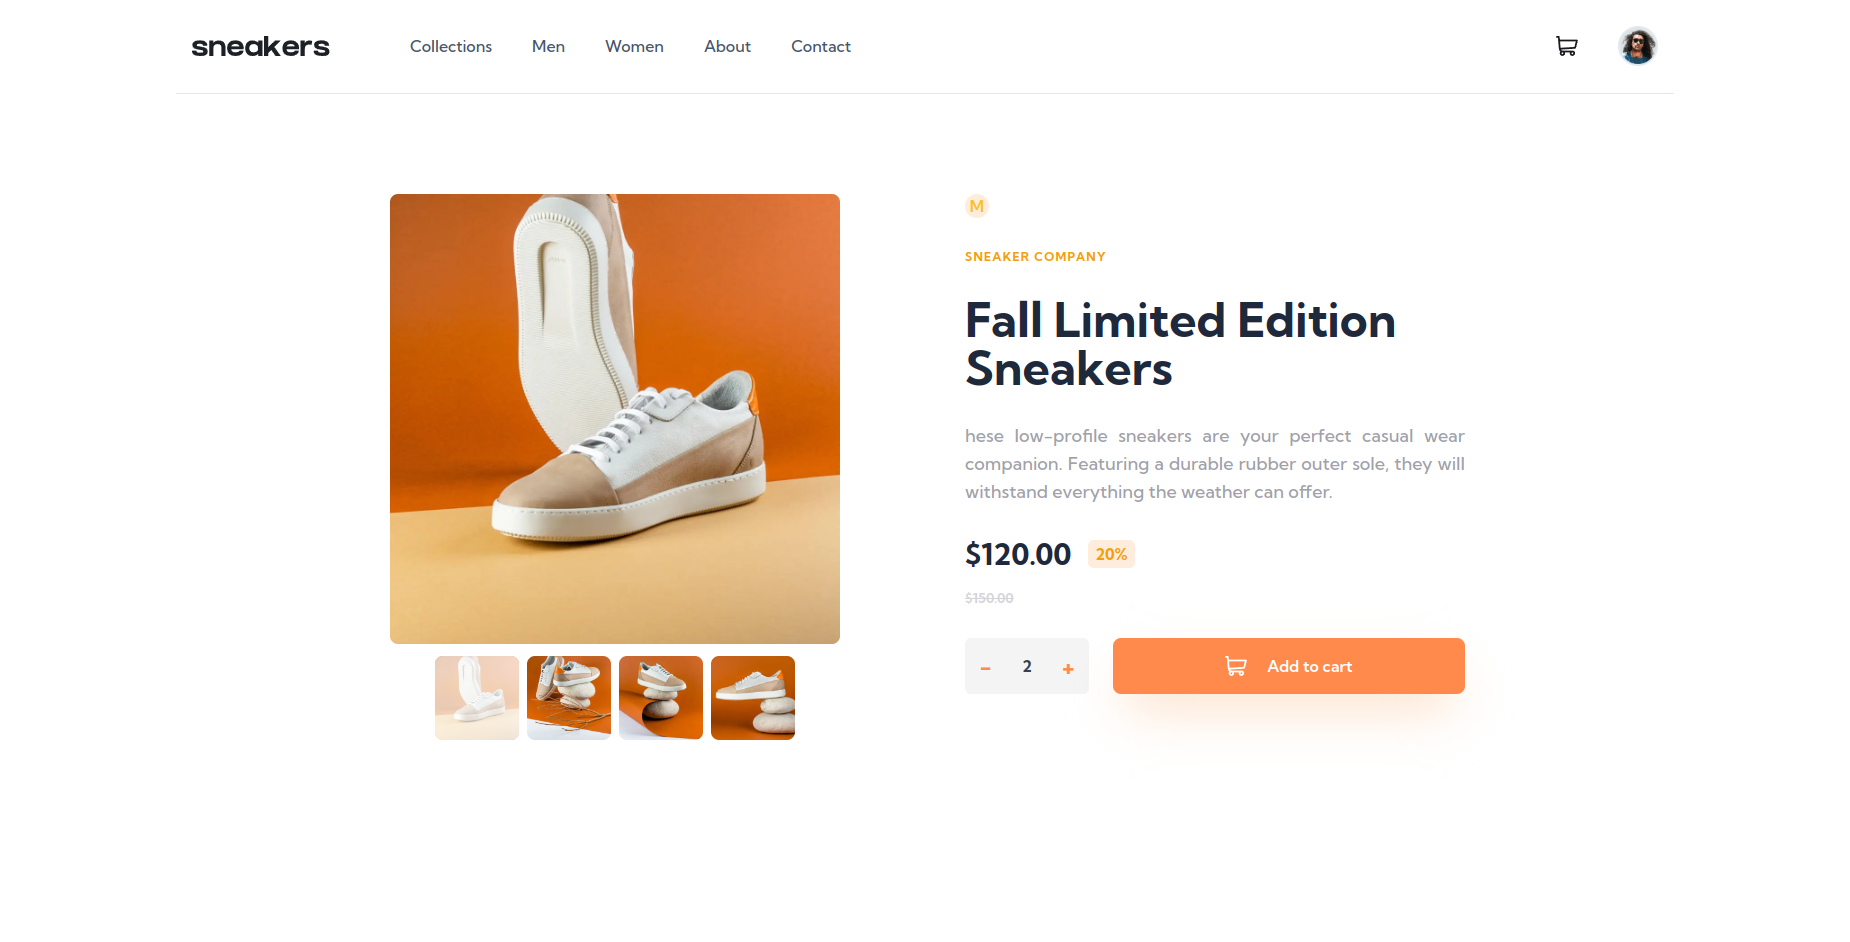 sneakers
Collections
Men
Women
About
Contact
M
SNEAKER COMPANY
Fall Limited Edition
Sneakers
hese low-profile sneakers are your perfect casual wear
companion. Featuring a durable rubber outer sole, they will
withstand everything the weather can offer.
$120.00 20%
$150.00
– 2 +
Add to cart